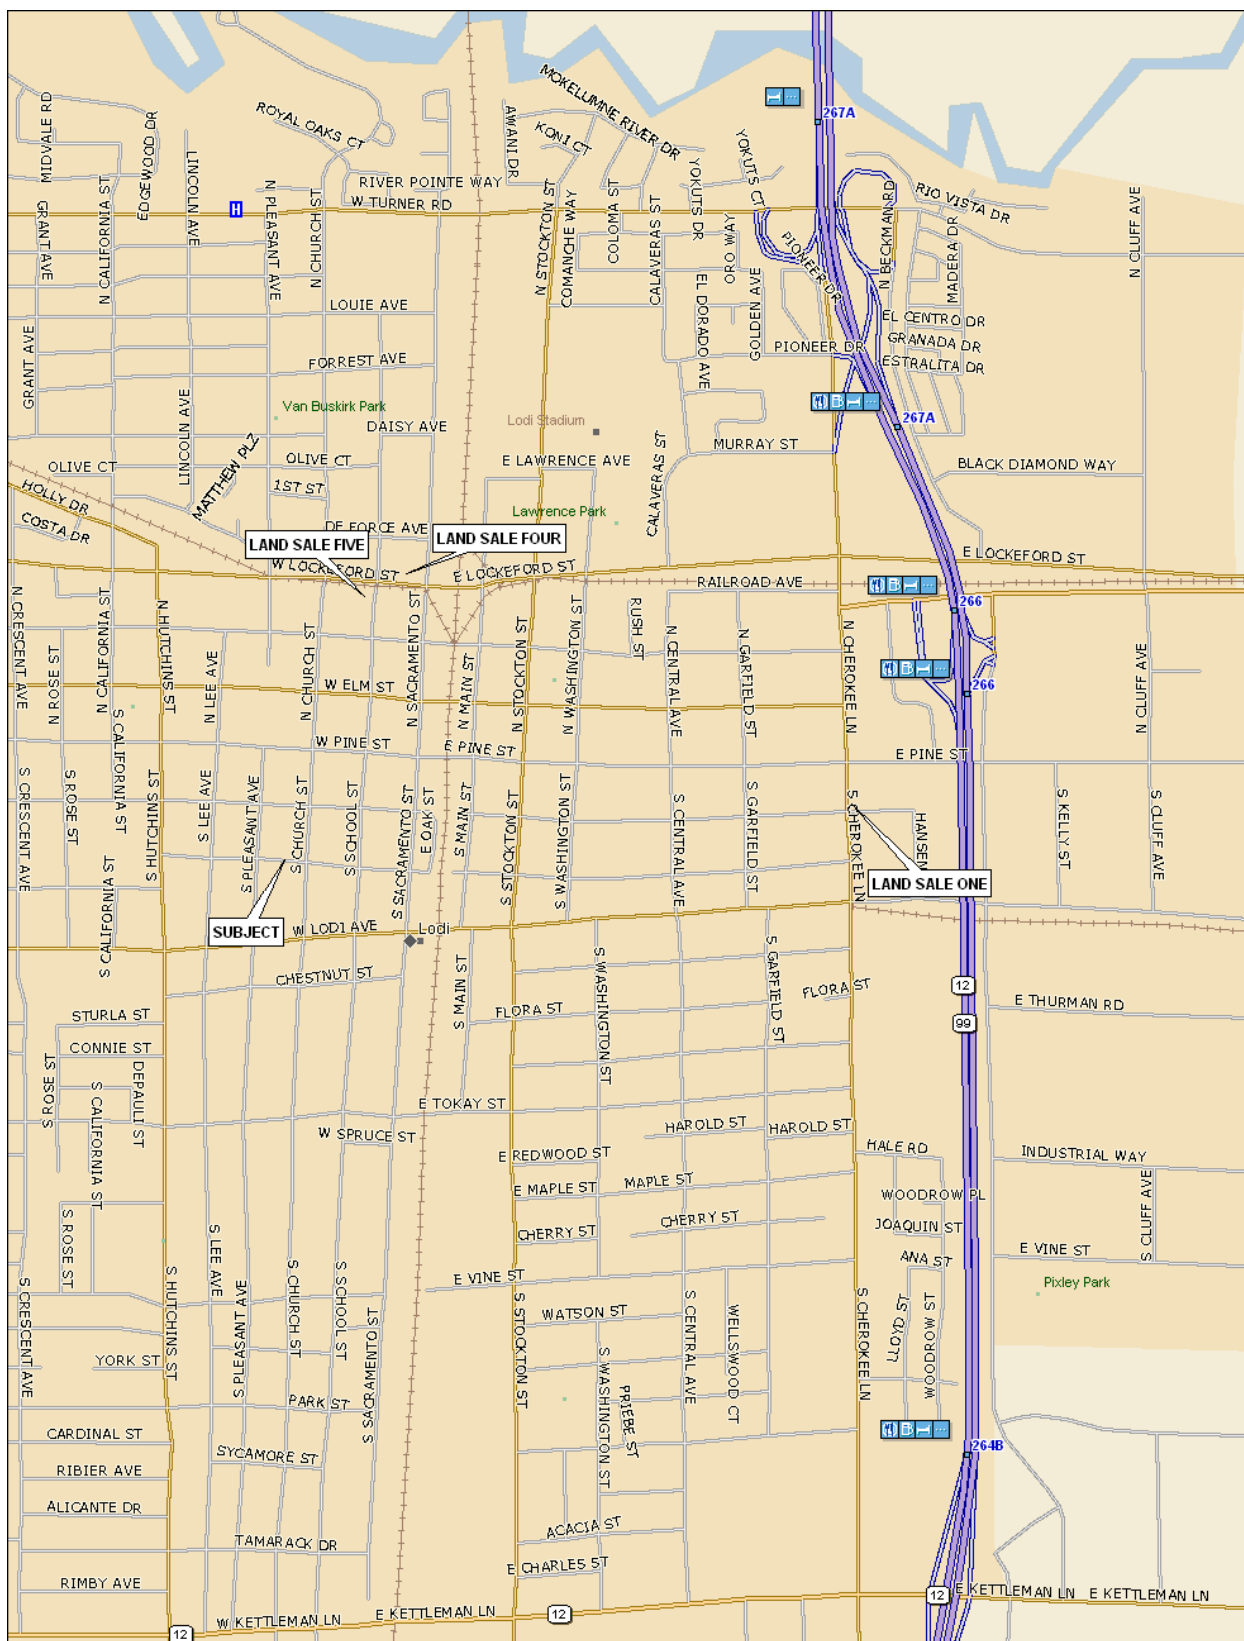 MOKELUMNE RIVER DR
267A
MIDVALE RD
EDGEWOOD DR
ROYAL OAKS CT
AWANI DR
KONI CT
YOKUTS CT
LINCOLN AVE
N CALIFORNIA ST
N PLEASANT AVE
N CHURCH ST
RIVER POINTE WAY
W TURNER RD
H
N STOCKTON ST
COMANCHE WAY
COLOMA ST
CALAVERAS ST
YOKUTS DR
ORO WAY
PIONEER DR
N BECKMAN RD
RIO VISTA DR
MADERA DR
N CLUFF AVE
GRANT AVE
GRANT AVE
LOUIE AVE
EL DORADO AVE
GOLDEN AVE
EL CENTRO DR
GRANADA DR
ESTRALITA DR
PIONEER DR
FORREST AVE
LINCOLN AVE
Van Buskirk Park
DAISY AVE
Lodi Stadium
267A
MURRAY ST
MATTHEW PLZ
OLIVE CT
OLIVE CT
E LAWRENCE AVE
CALAVERAS ST
BLACK DIAMOND WAY
HOLLY DR
1ST ST
COSTA DR
DE FORCE AVE
Lawrence Park
LAND SALE FIVE
LAND SALE FOUR
W LOCKEFORD ST
E LOCKEFORD ST
E LOCKEFORD ST
RAILROAD AVE
266
N CRESCENT AVE
N ROSE ST
N CALIFORNIA ST
N HUTCHINS ST
N LEE AVE
N CHURCH ST
N SACRAMENTO ST
N MAIN ST
N STOCKTON ST
N WASHINGTON ST
RUSH ST
N CENTRAL AVE
N GARFIELD ST
N CHEROKEE LN
N CLUFF AVE
266
W ELM ST
S CALIFORNIA ST
W PINE ST
E PINE ST
E PINE ST
S CRESCENT AVE
S ROSE ST
S HUTCHINS ST
S LEE AVE
S PLEASANT AVE
S CHURCH ST
S SCHOOL ST
S SACRAMENTO ST
E OAK ST
S MAIN ST
S STOCKTON ST
S WASHINGTON ST
S CENTRAL AVE
S GARFIELD ST
S CHEROKEE LN
HANSEN
S KELLY ST
S CLUFF AVE
LAND SALE ONE
S CALIFORNIA ST
SUBJECT
W LODI AVE
Lodi
CHESTNUT ST
S MAIN ST
S WASHINGTON ST
S GARFIELD ST
FLORA ST
FLORA ST
12
99
E THURMAN RD
STURLA ST
CONNIE ST
S ROSE ST
S CALIFORNIA ST
DEPAULI ST
E TOKAY ST
W SPRUCE ST
HAROLD ST
HAROLD ST
E REDWOOD ST
HALE RD
INDUSTRIAL WAY
E MAPLE ST
MAPLE ST
WOODROW PL
CHERRY ST
CHERRY ST
JOAQUIN ST
S CLUFF AVE
S ROSE ST
S LEE AVE
ANA ST
E VINE ST
E VINE ST
Pixley Park
S CRESCENT AVE
S HUTCHINS ST
S PLEASANT AVE
S CHURCH ST
S SCHOOL ST
S SACRAMENTO ST
S STOCKTON ST
WATSON ST
S WASHINGTON ST
S CENTRAL AVE
WELLSWOOD CT
S CHEROKEE LN
LLOYD ST
WOODROW ST
YORK ST
PARK ST
PRIEBE ST
CARDINAL ST
SYCAMORE ST
264B
RIBIER AVE
ALICANTE DR
ACACIA ST
TAMARACK DR
E CHARLES ST
RIMBY AVE
12
E KETTLEMAN LN
E KETTLEMAN LN
W KETTLEMAN LN
E KETTLEMAN LN
12
12